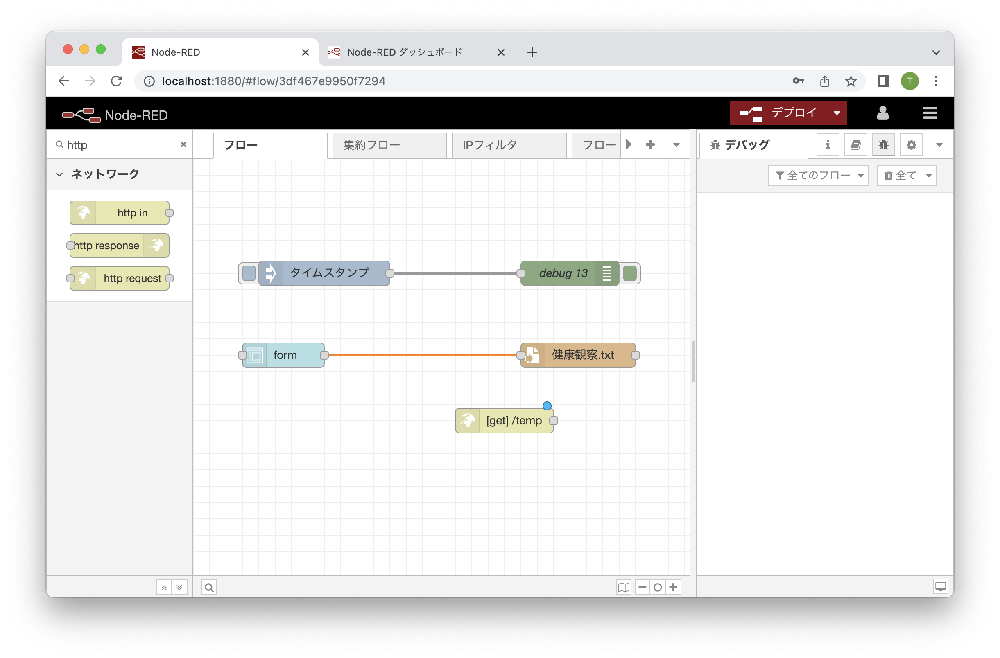 Node-RED
Node-RED ダッシュボード
localhost:1880/#flow/3df467e9950f7294
T
Node-RED
デプロイ
http
フロー
集約フロー
IPフィルタ
フロー
デバッグ
全てのフロー
全て
ネットワーク
http in
http response
http request
タイムスタンプ
debug 13
form
健康観察.txt
[get] /temp